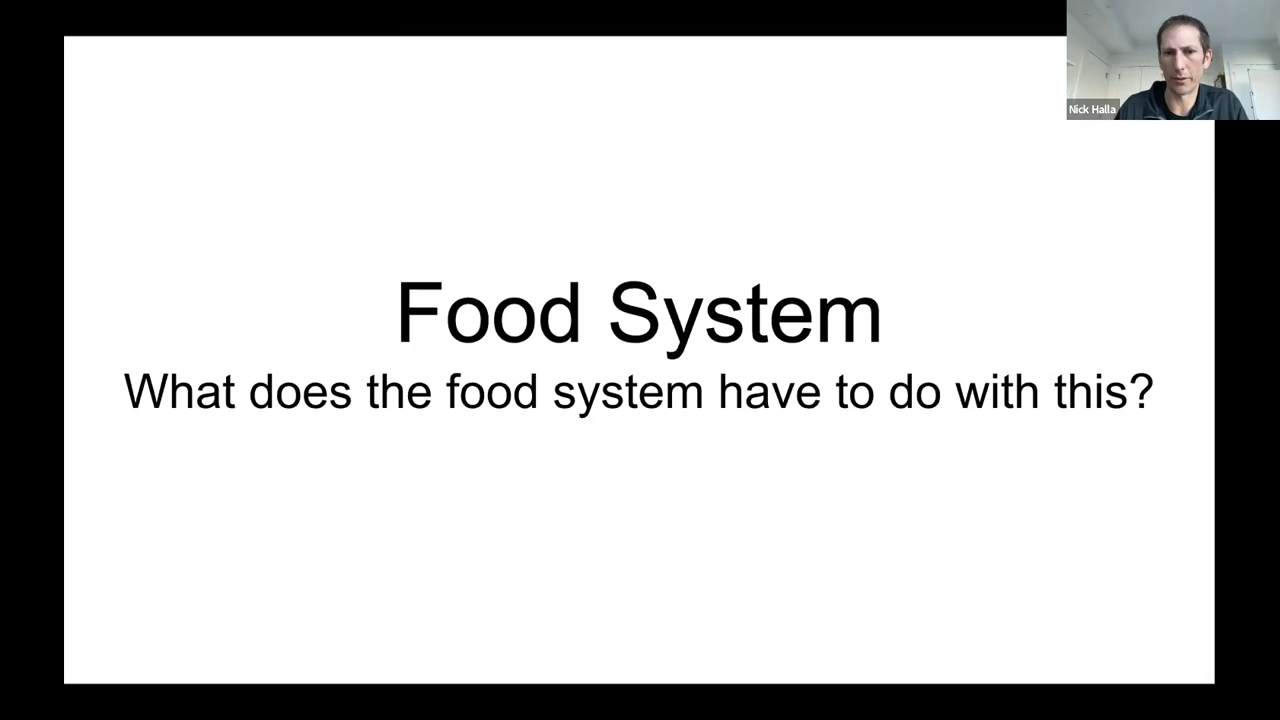 Nick Halla
Food System
What does the food system have to do with this?